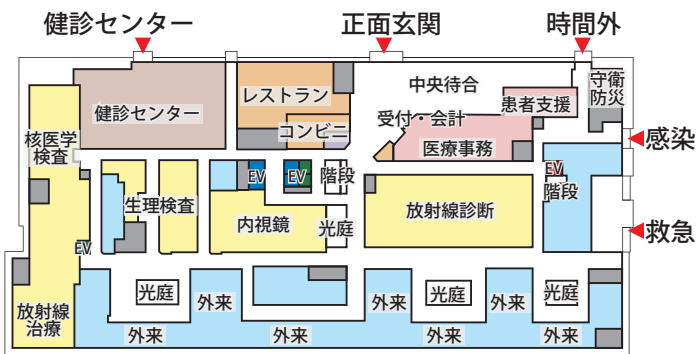 健診センター
正面玄関
時間外
中央待合
守衛
防災
レストラン
健診センター
患者支援
受付・会計
コンビニ
感染
核医学
検査
医療事務
EV
EV
階段
EV
階段
生理検査
放射線診断
内視鏡
光庭
救急
EV
光庭
外来
外来
光庭
外来
光庭
放射線
治療
外来
外来
外来
外来